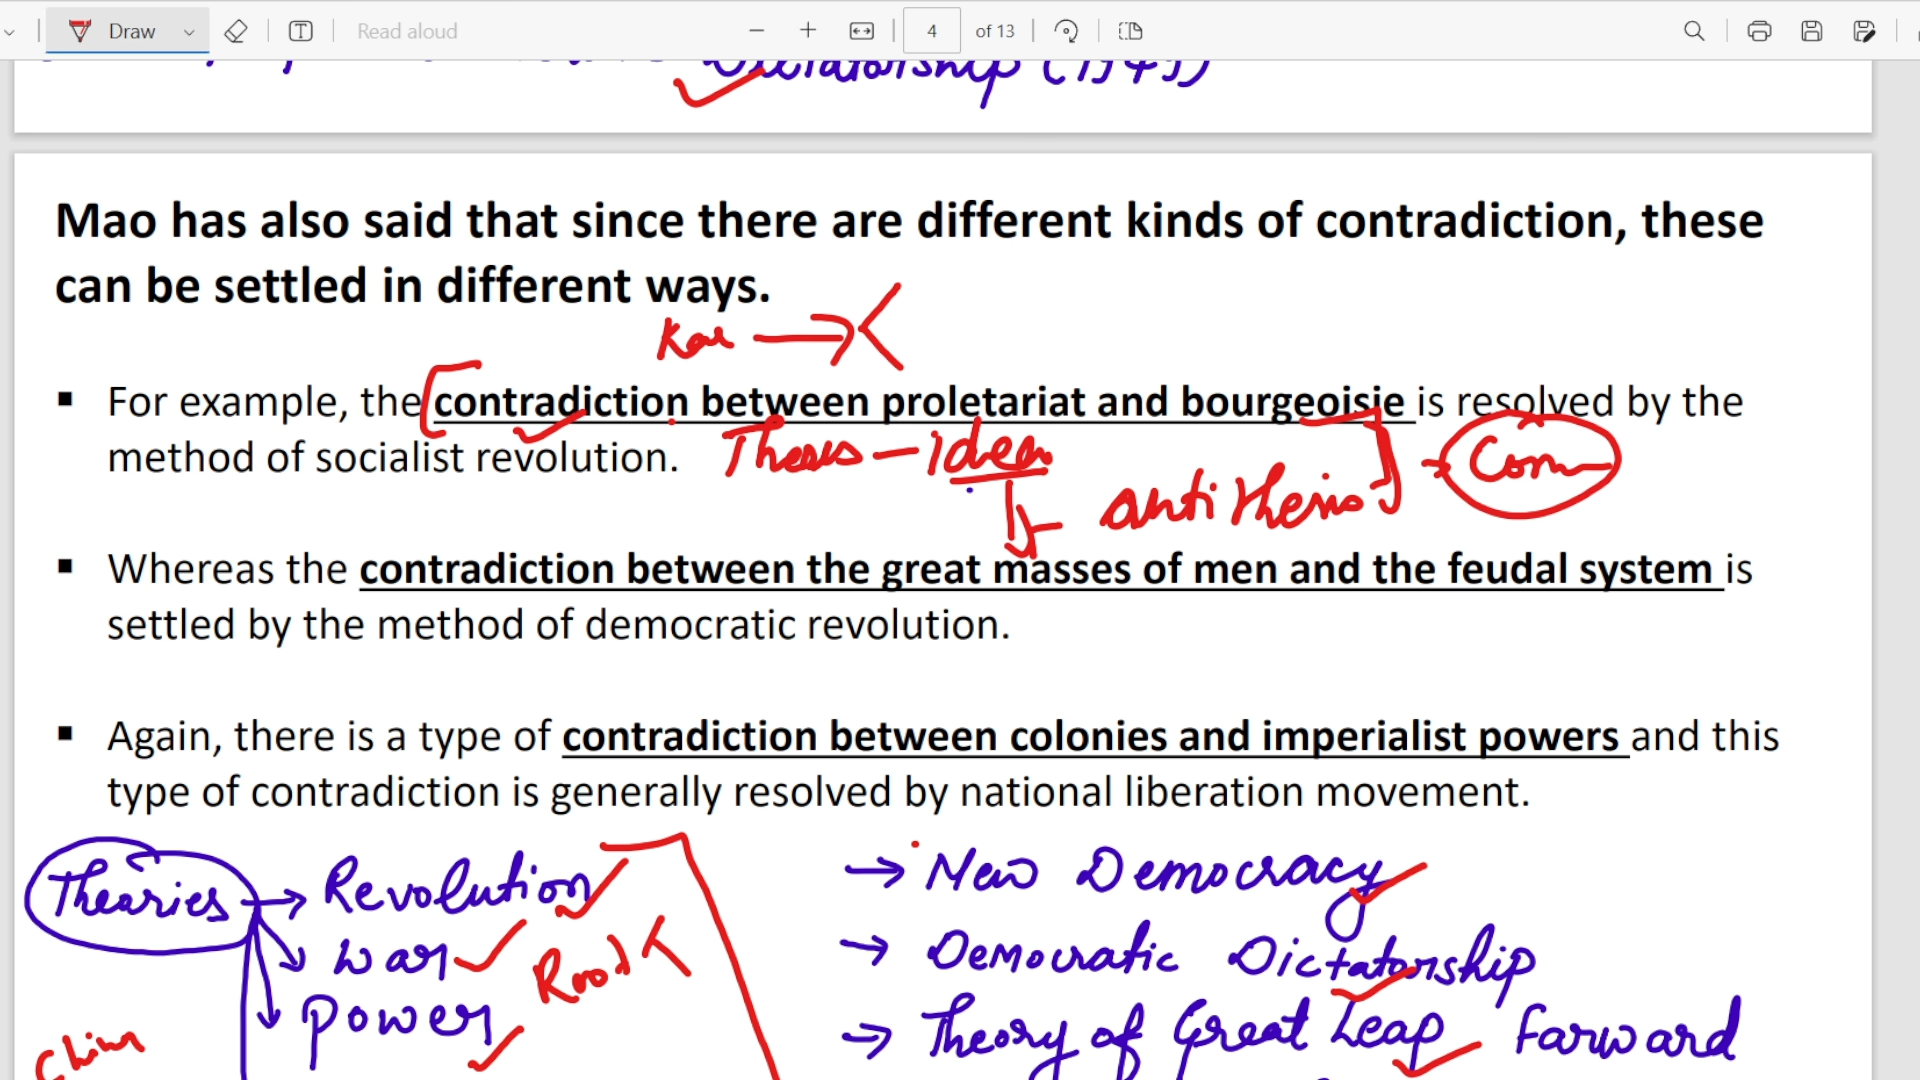 Draw
Read aloud
4 of 13
Dictatorship (1949)
Mao has also said that since there are different kinds of contradiction, these
can be settled in different ways.
▪ For example, the contradiction between proletariat and bourgeoisie is resolved by the
method of socialist revolution.
Thesis - idea
antithesis
Com
▪ Whereas the contradiction between the great masses of men and the feudal system is
settled by the method of democratic revolution.
▪ Again, there is a type of contradiction between colonies and imperialist powers and this
type of contradiction is generally resolved by national liberation movement.
Thearies → Revolution
War
Power
China
→ New Democracy
→ Democratic Dictatorship
→ Theory of Great Leap Farward